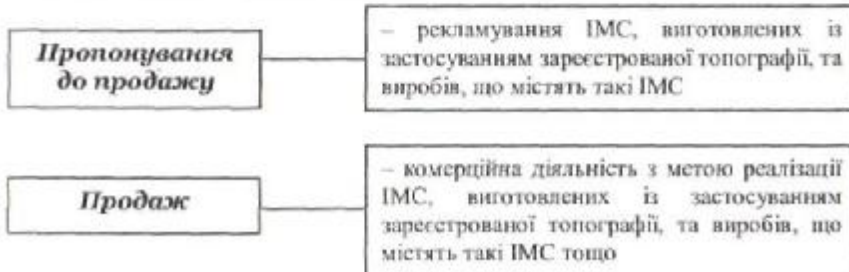 Пропонування
до продажу
– рекламування ІМС, виготовлених із
застосуванням зареєстрованої топографії, та
виробів, що містять такі ІМС
Продаж
– комерційна діяльність з метою реалізації
ІМС, виготовлених із застосуванням
зареєстрованої топографії, та виробів, що
містять такі ІМС тощо